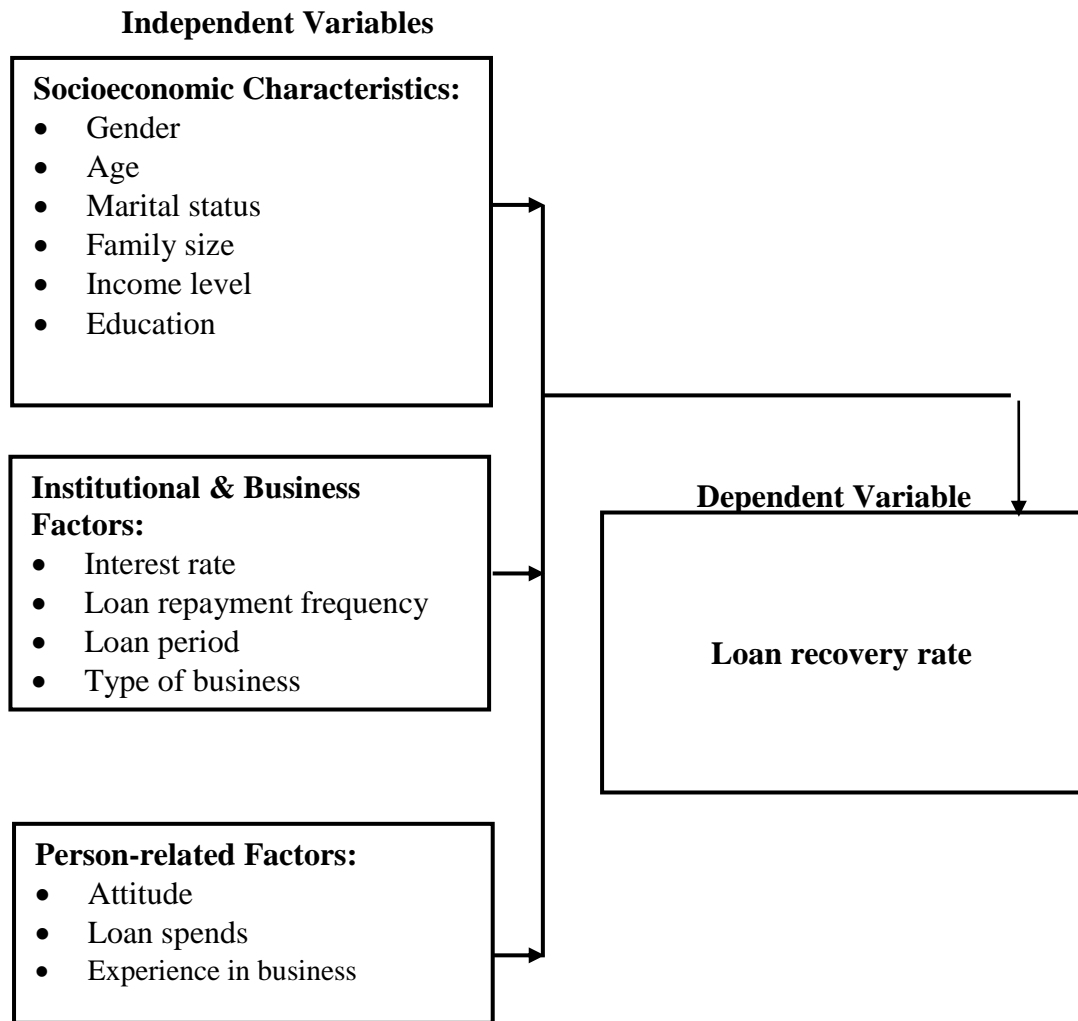 Independent Variables
Socioeconomic Characteristics:
• Gender
• Age
• Marital status
• Family size
• Income level
• Education
Institutional & Business
Factors:
• Interest rate
• Loan repayment frequency
• Loan period
• Type of business
Person-related Factors:
• Attitude
• Loan spends
• Experience in business
Dependent Variable
Loan recovery rate